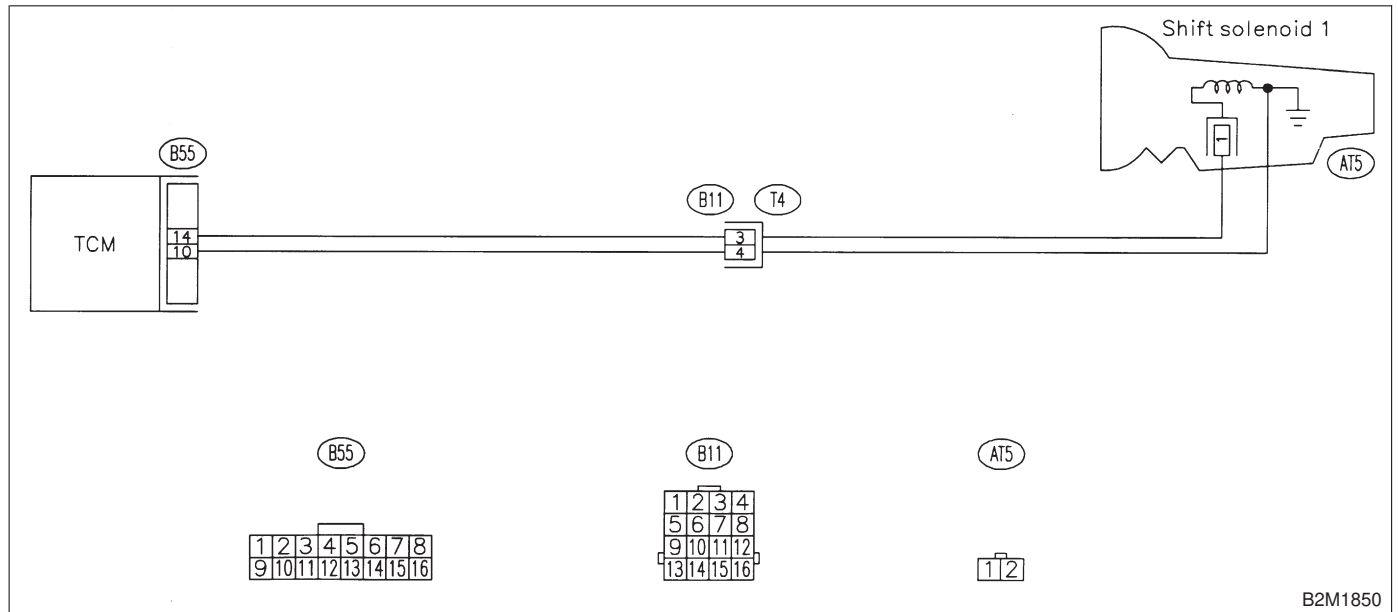 Shift solenoid 1
B55
1
AT5
B11 T4
TCM
14
3
10
4
B55
B11
AT5
1 2 3 4
5 6 7 8
1 2 3 4 5 6 7 8
9 10 11 12
9 10 11 12 13 14 15 16
13 14 15 16
1 2
B2M1850